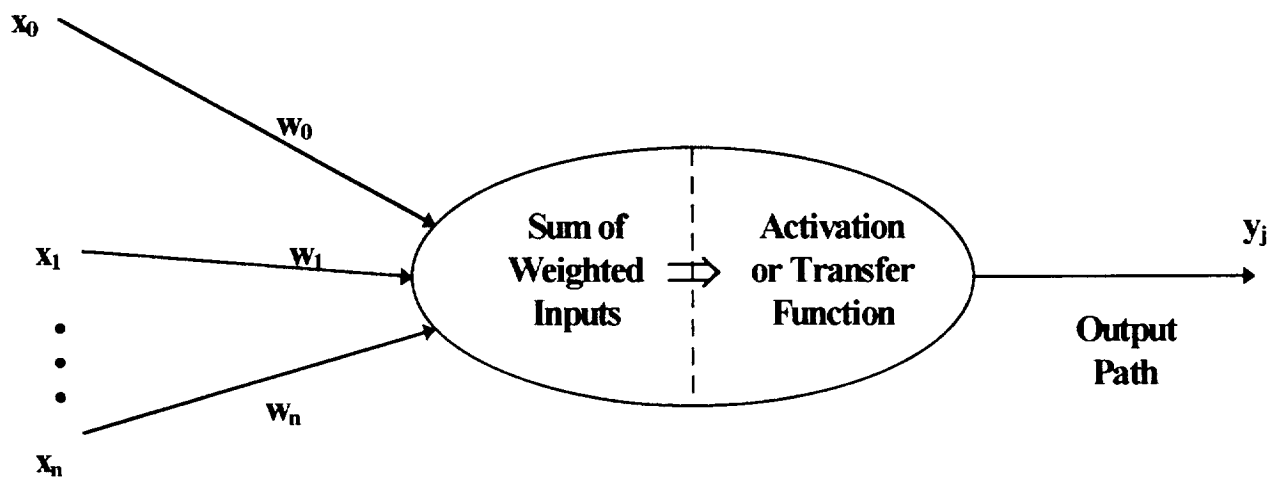 x₀
w₀
Sum of
Weighted
Inputs
Activation
or Transfer
Function
yⱼ
x₁
w₁
Output
Path
wₙ
xₙ